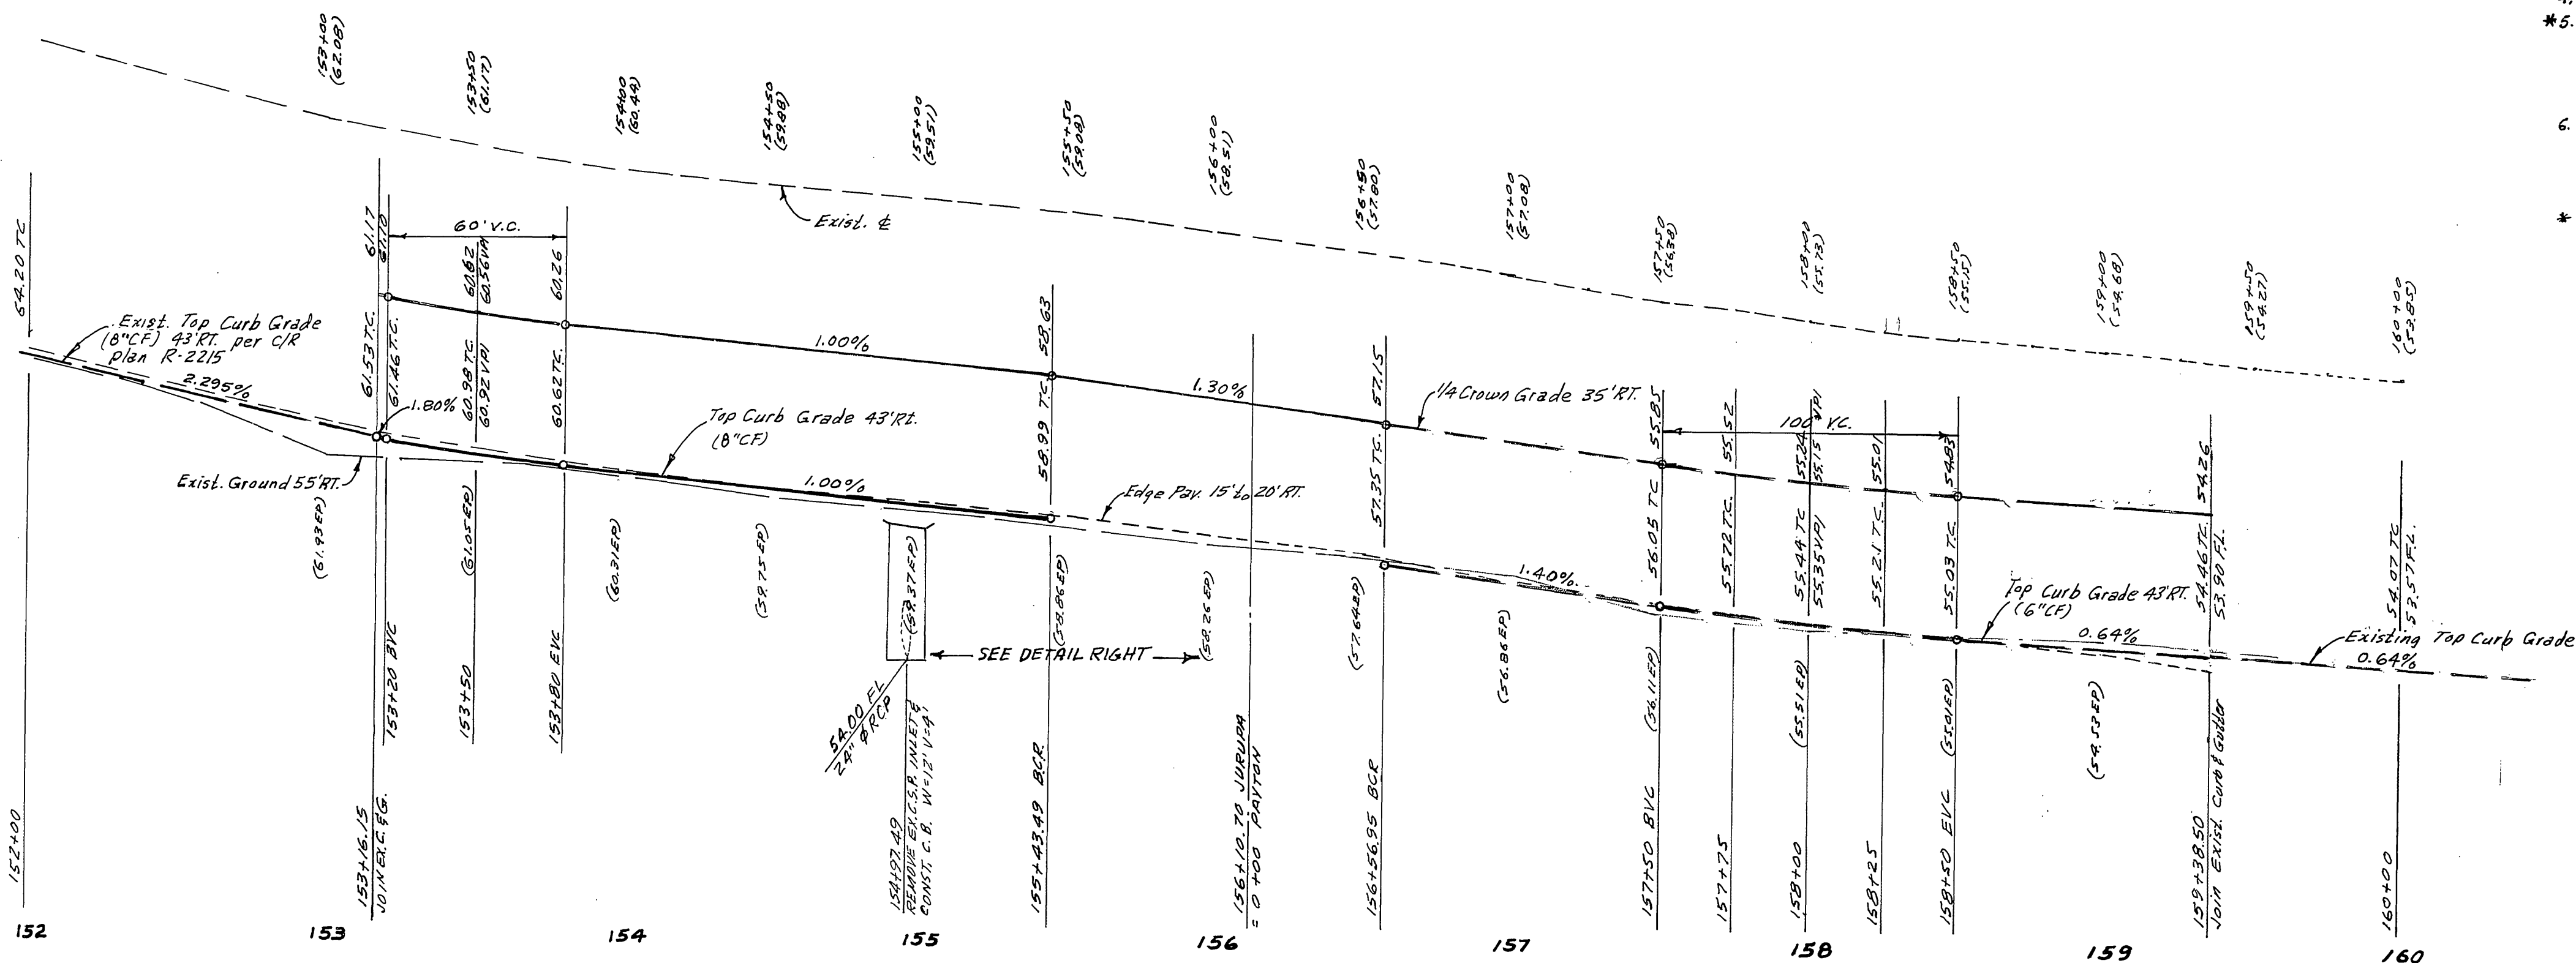 4.
*5.
6.
*
153+00
(62.08)
153+50
(61.17)
154+00
(60.44)
154+50
(59.88)
155+00
(59.51)
155+50
(59.08)
156+00
(58.51)
156+50
(57.80)
157+00
(57.08)
157+50
(56.38)
158+00
(55.73)
158+50
(55.15)
159+00
(54.68)
159+50
(54.27)
160+00
(53.85)
Exist. ℄
64.20 TC
61.17
61.10
60' V.C.
60.62
60.56 VPI
60.26
58.63
57.15
55.85
55.52
100' V.C.
55.24
55.15 VPI
55.01
54.83
54.26
Exist. Top Curb Grade
(8"CF) 43'RT. per C/R
plan R-2215
2.295%
1.80%
1.00%
1.30%
1/4 Crown Grade 35'RT.
61.53 T.C.
61.46 T.C.
60.98 T.C.
60.92 VPI
60.62 T.C.
58.99 T.C.
57.35 T.C.
56.05 TC
55.72 T.C.
55.44 TC
55.35 VPI
55.21 T.C.
55.03 T.C.
54.46 T.C.
53.90 F.L.
54.07 TC
53.57 F.L.
Top Curb Grade 43'Rt.
(8"CF)
1.00%
Edge Pav. 15' to 20' RT.
Exist. Ground 55'RT.
1.40%
Top Curb Grade 43'RT.
(6"CF)
0.64%
Existing Top Curb Grade
0.64%
(61.93 EP)
(61.05 EP)
(60.31 EP)
(59.75 EP)
(59.37 EP)
(58.86 EP)
(58.26 EP)
(57.64 EP)
(56.86 EP)
(56.11 EP)
(55.51 EP)
(55.01 EP)
(54.53 EP)
SEE DETAIL RIGHT
54.00 FL
24" φ RCP
152+00
153+16.15
JOIN EX. C. & G.
153+20 BVC
153+50
153+80 EVC
154+97.49
REMOVE EX. C.S.P. INLET &
CONST. C.B. W=12' V=4'
155+43.49 BCR
156+10.70 JURUPA
= 0+00 PAYTON
156+56.95 BCR
157+50 BVC
157+75
158+00
158+25
158+50 EVC
159+38.50
Join Exist. Curb & Gutter
160+00
152
153
154
155
156
157
158
159
160